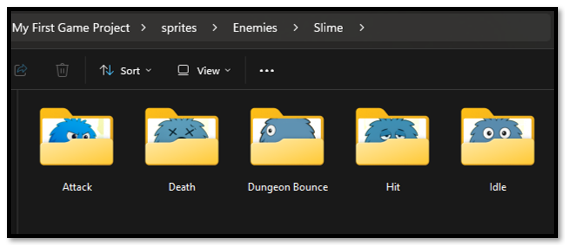 My First Game Project > sprites > Enemies > Slime >
Sort View •••
Attack Death Dungeon Bounce Hit Idle